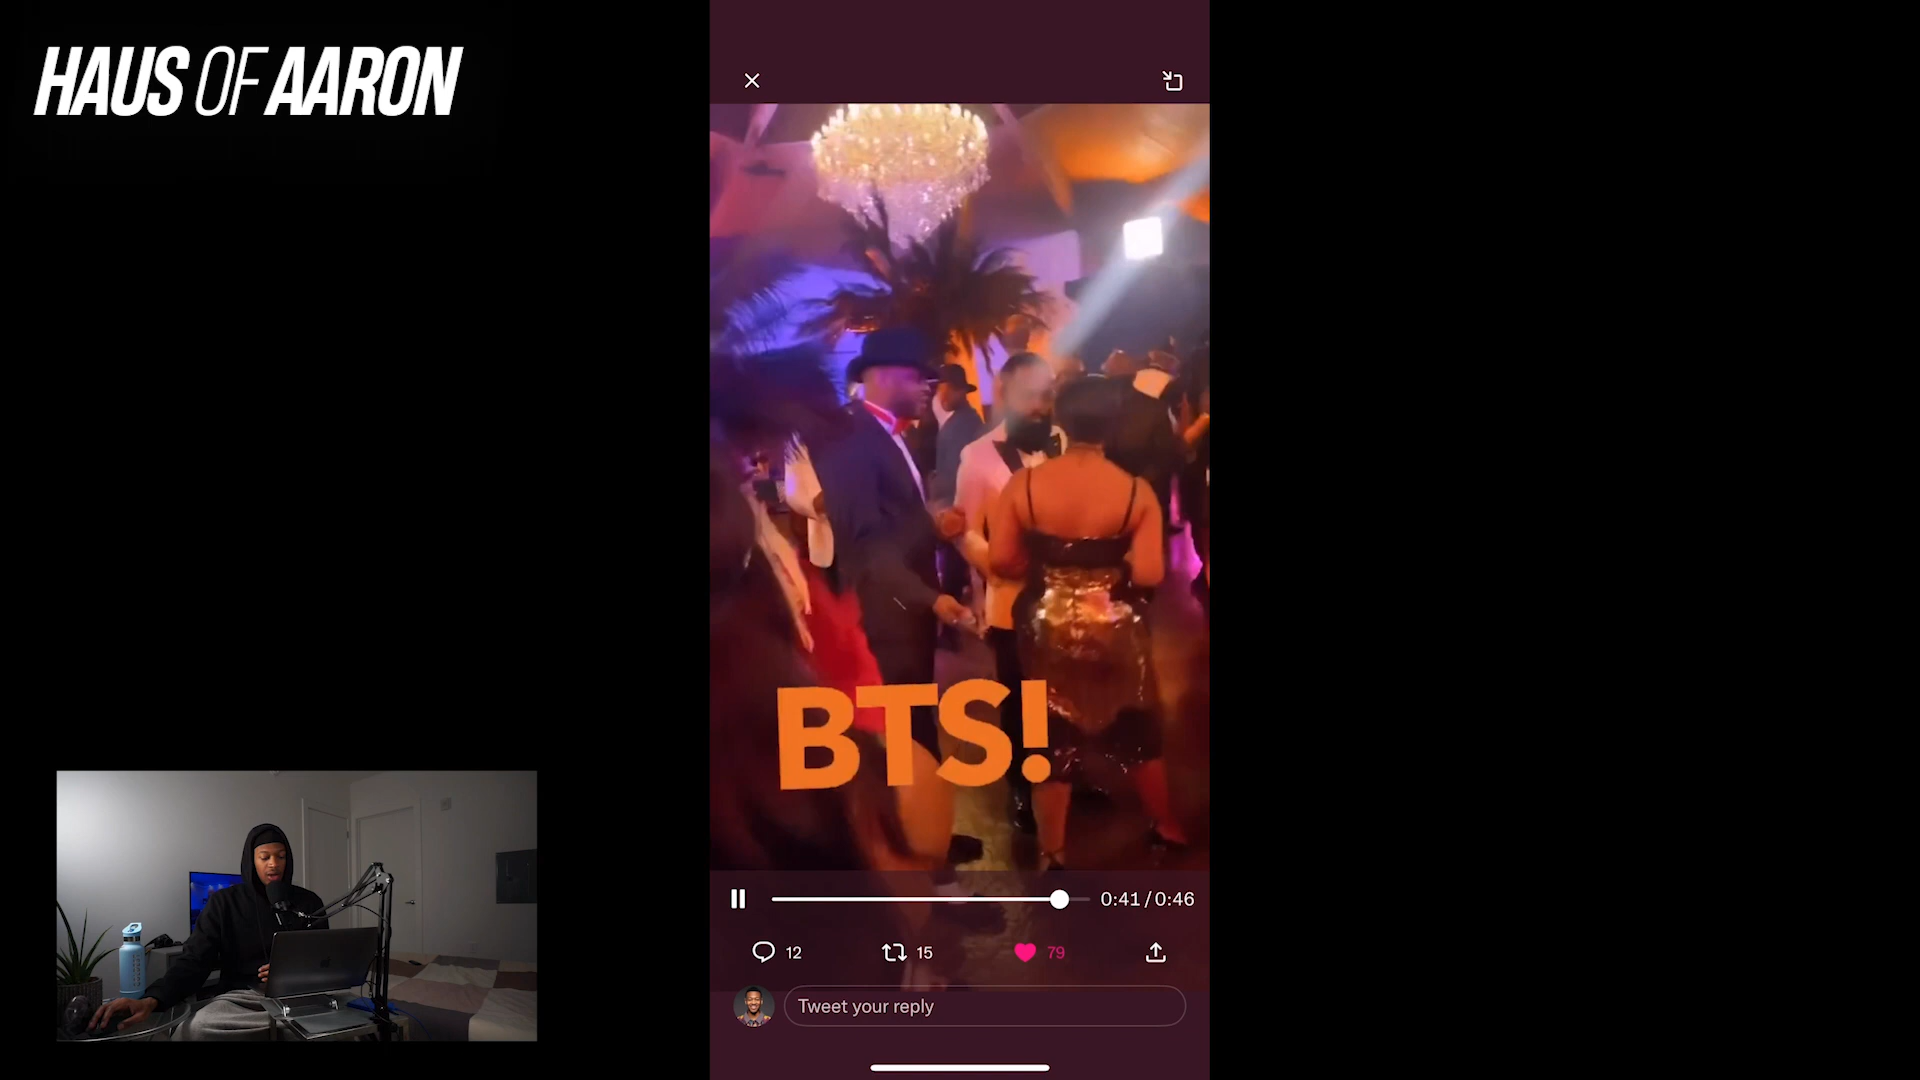 HAUS OF AARON
BTS!
0:41/0:46
12
15
79
Tweet your reply